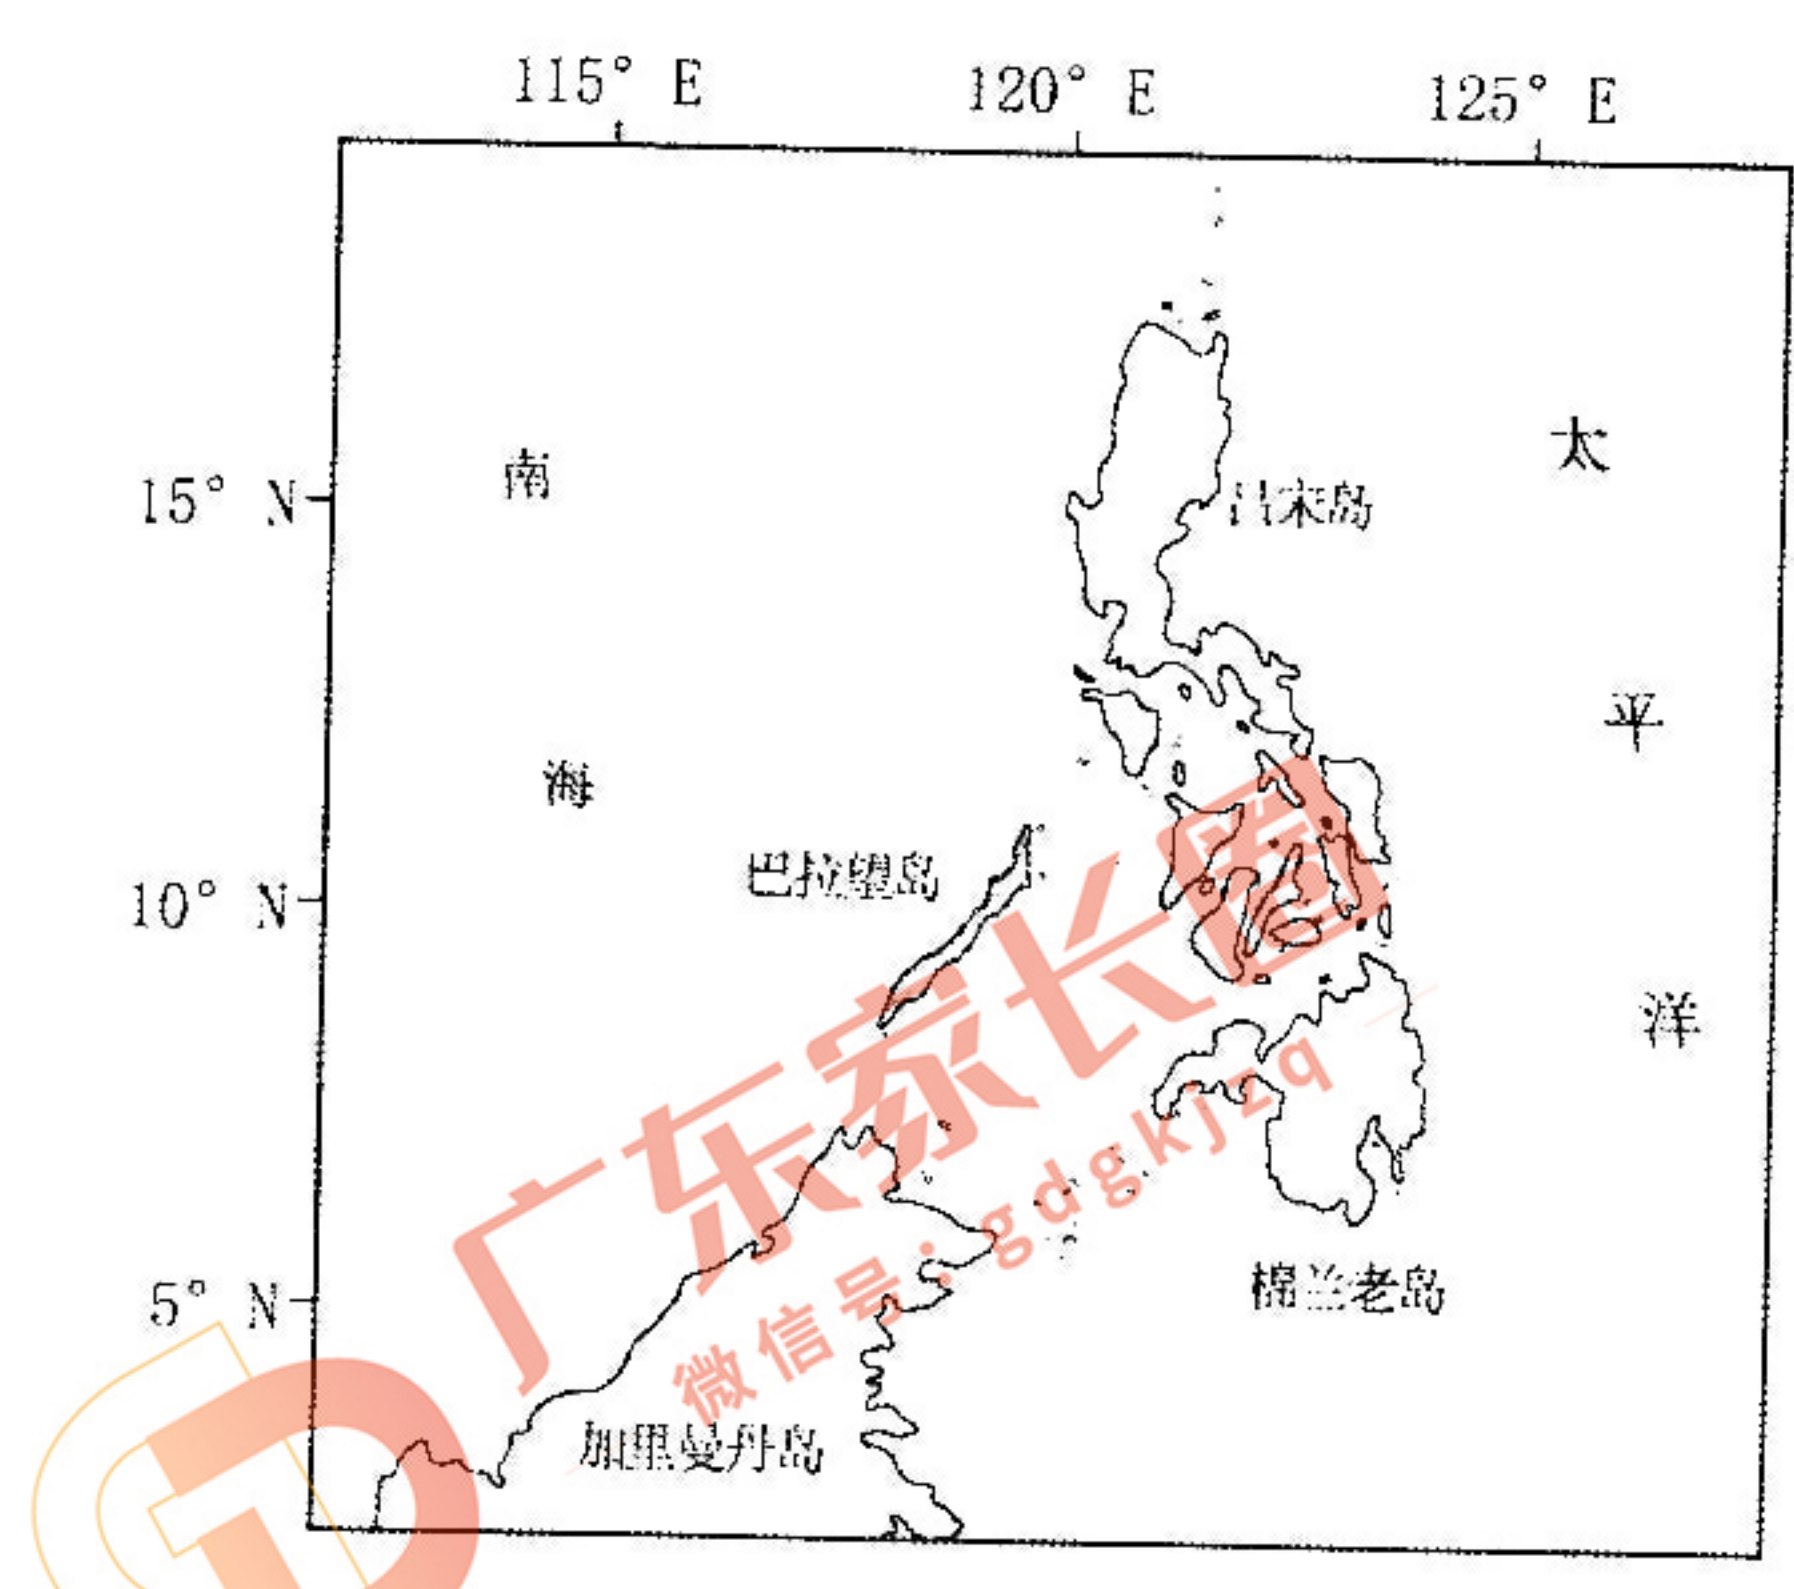 115° E
120° E
125° E
15° N
10° N
5° N
南
海
太
平
洋
吕宋岛
巴拉望岛
棉兰老岛
加里曼丹岛
广东家长圈
微信号：gdgkjzq